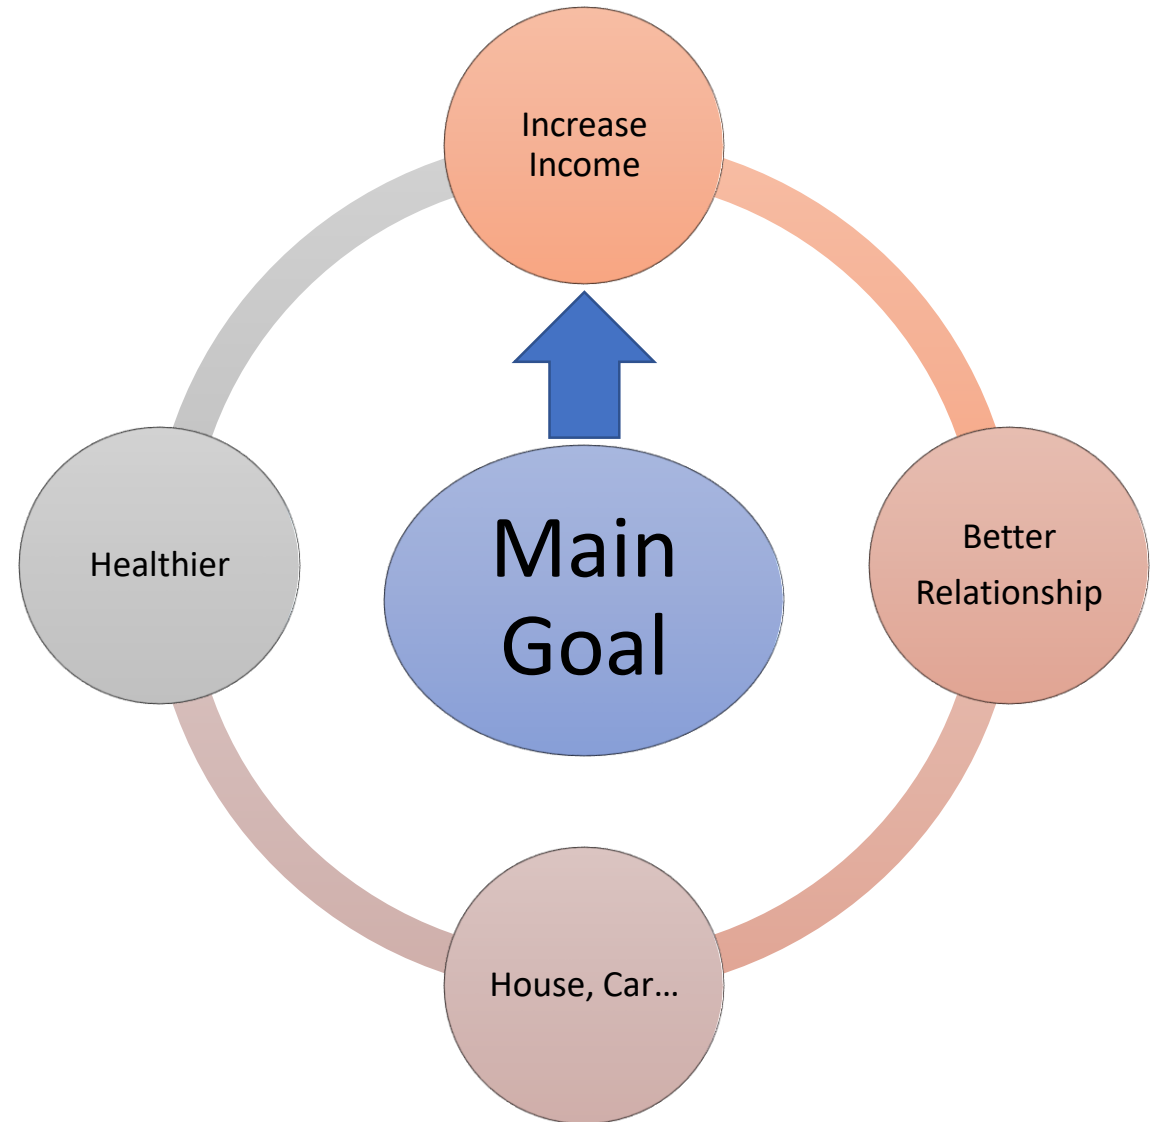 Increase
Income
Better
Relationship
House, Car...
Healthier
Main
Goal